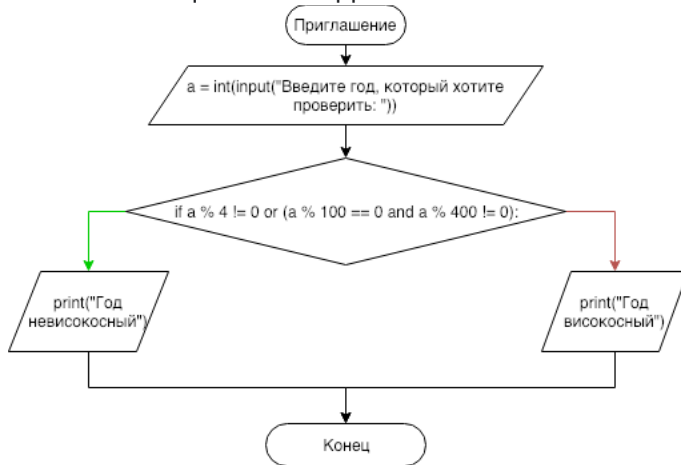 Приглашение
a = int(input("Введите год, который хотите
проверить: "))
if a % 4 != 0 or (a % 100 == 0 and a % 400 != 0):
print("Год
невисокосный")
print("Год
високосный")
Конец